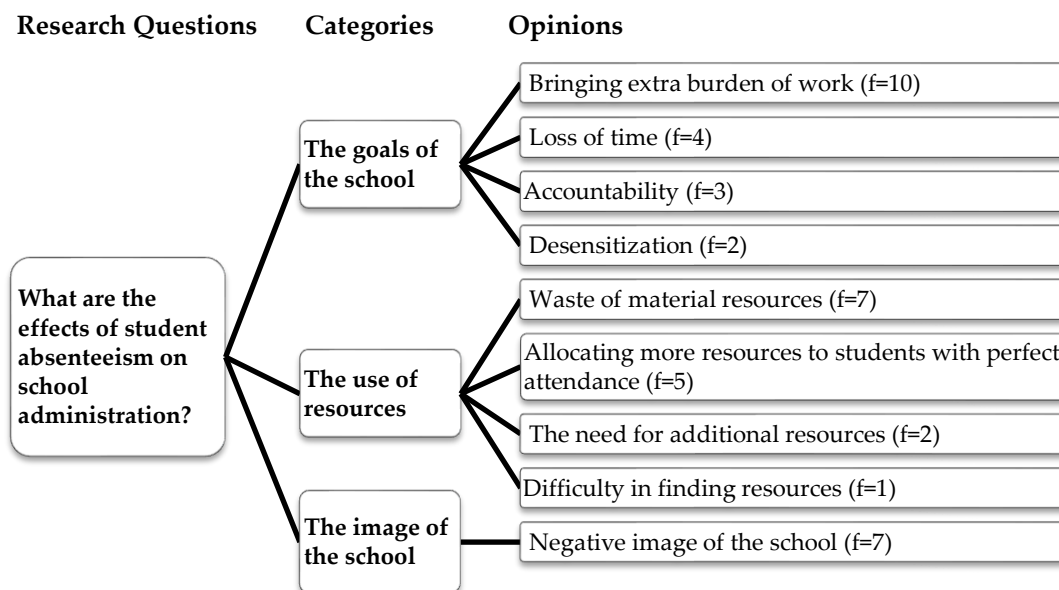 Research Questions Categories Opinions
What are the
effects of student
absenteeism on
school
administration?
The goals of
the school
Bringing extra burden of work (f=10)
Loss of time (f=4)
Accountability (f=3)
Desensitization (f=2)
The use of
resources
Waste of material resources (f=7)
Allocating more resources to students with perfect
attendance (f=5)
The need for additional resources (f=2)
Difficulty in finding resources (f=1)
The image of
the school
Negative image of the school (f=7)